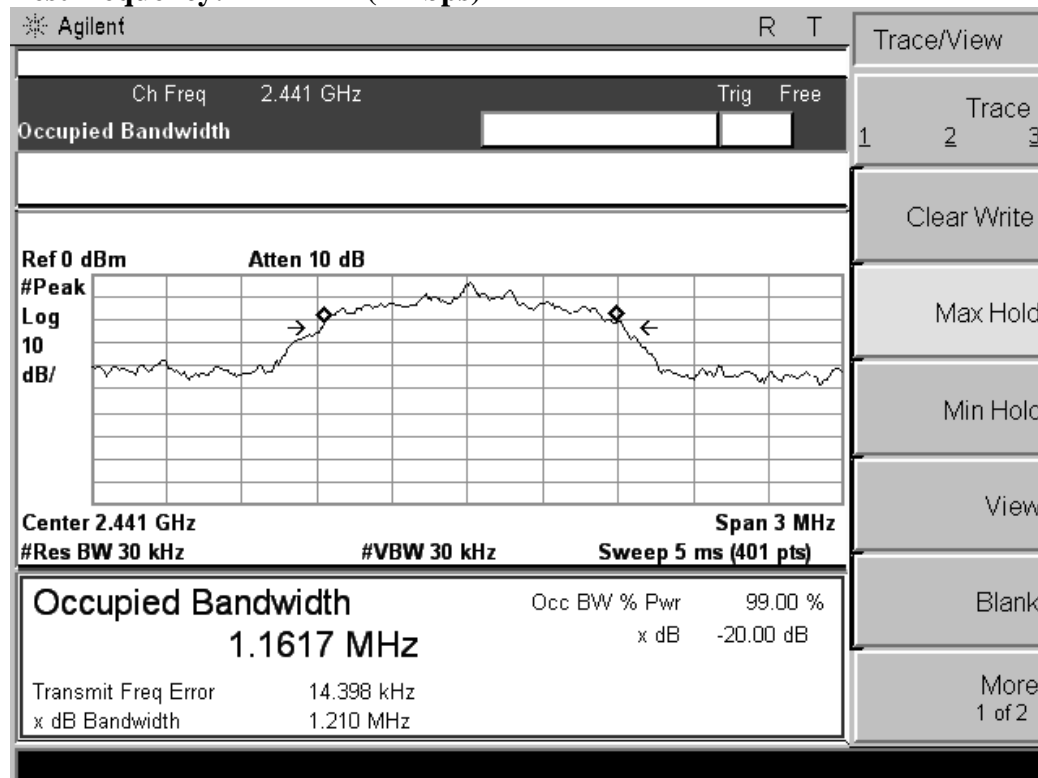 Agilent R T
Trace/View
Ch Freq 2.441 GHz Trig Free
Occupied Bandwidth
Trace
1 2 3
Clear Write
Ref 0 dBm Atten 10 dB
#Peak
Log
10
dB/
Max Hold
Min Hold
View
Center 2.441 GHz Span 3 MHz
#Res BW 30 kHz #VBW 30 kHz Sweep 5 ms (401 pts)
Occupied Bandwidth
1.1617 MHz
Occ BW % Pwr 99.00 %
x dB -20.00 dB
Transmit Freq Error 14.398 kHz
x dB Bandwidth 1.210 MHz
Blank
More
1 of 2